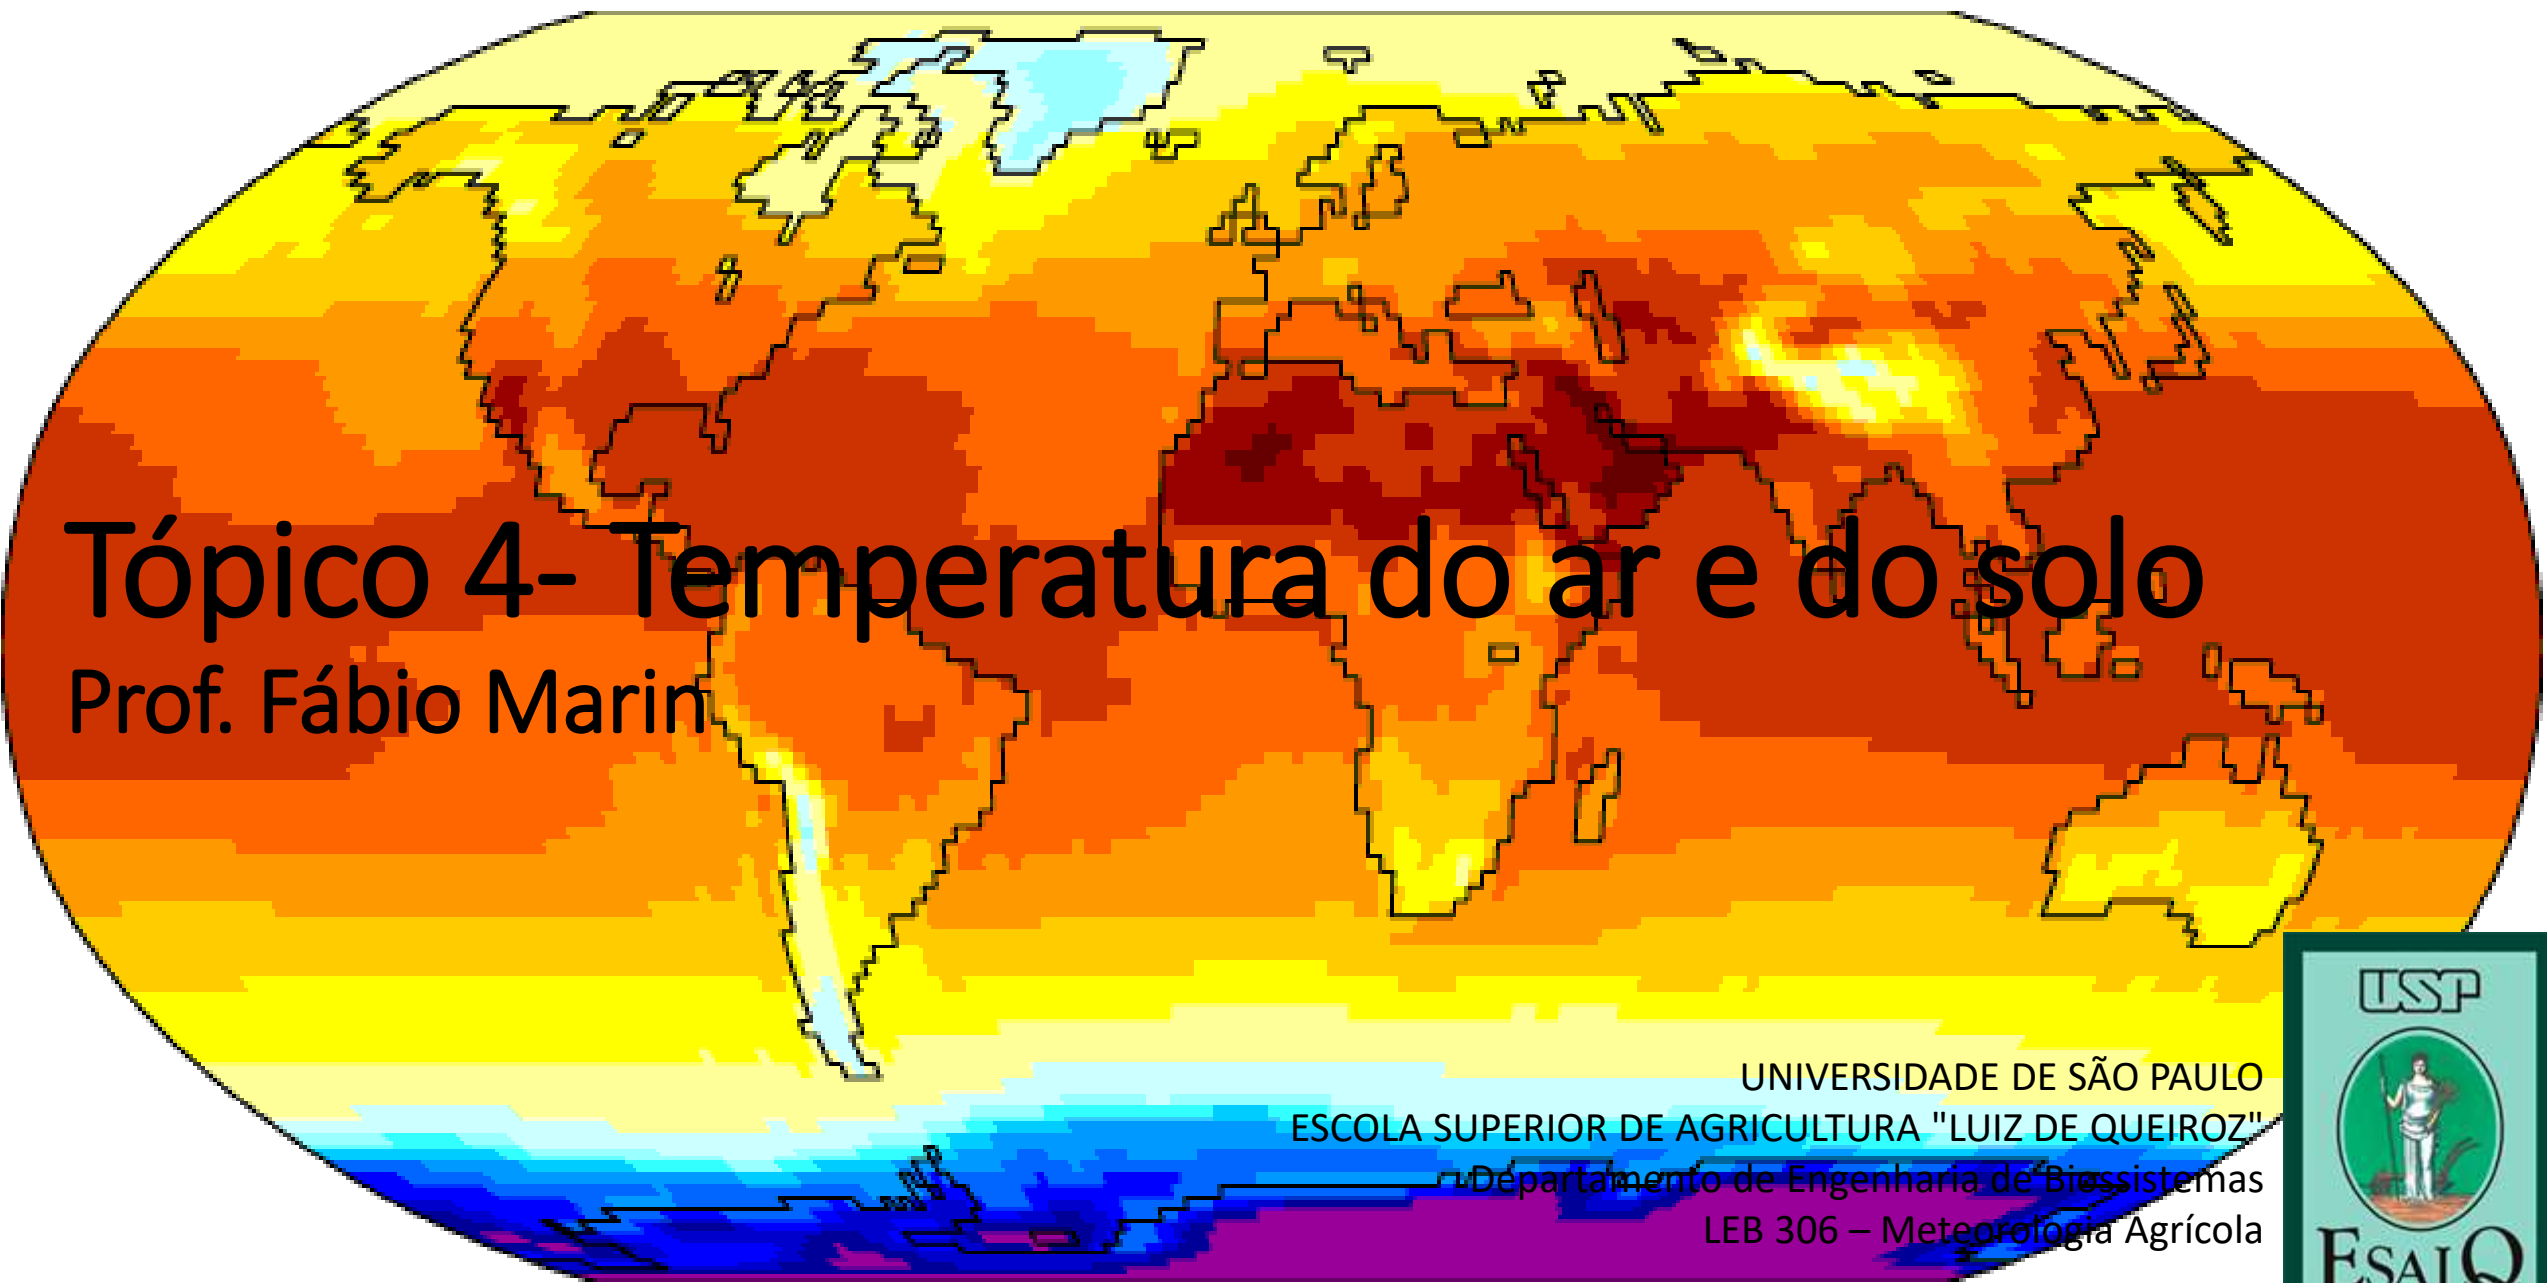 Tópico 4- Temperatura do ar e do solo
Prof. Fábio Marin
UNIVERSIDADE DE SÃO PAULO
ESCOLA SUPERIOR DE AGRICULTURA "LUIZ DE QUEIROZ"
Departamento de Engenharia de Biossistemas
LEB 306 – Meteorologia Agrícola
USP
ESALQ